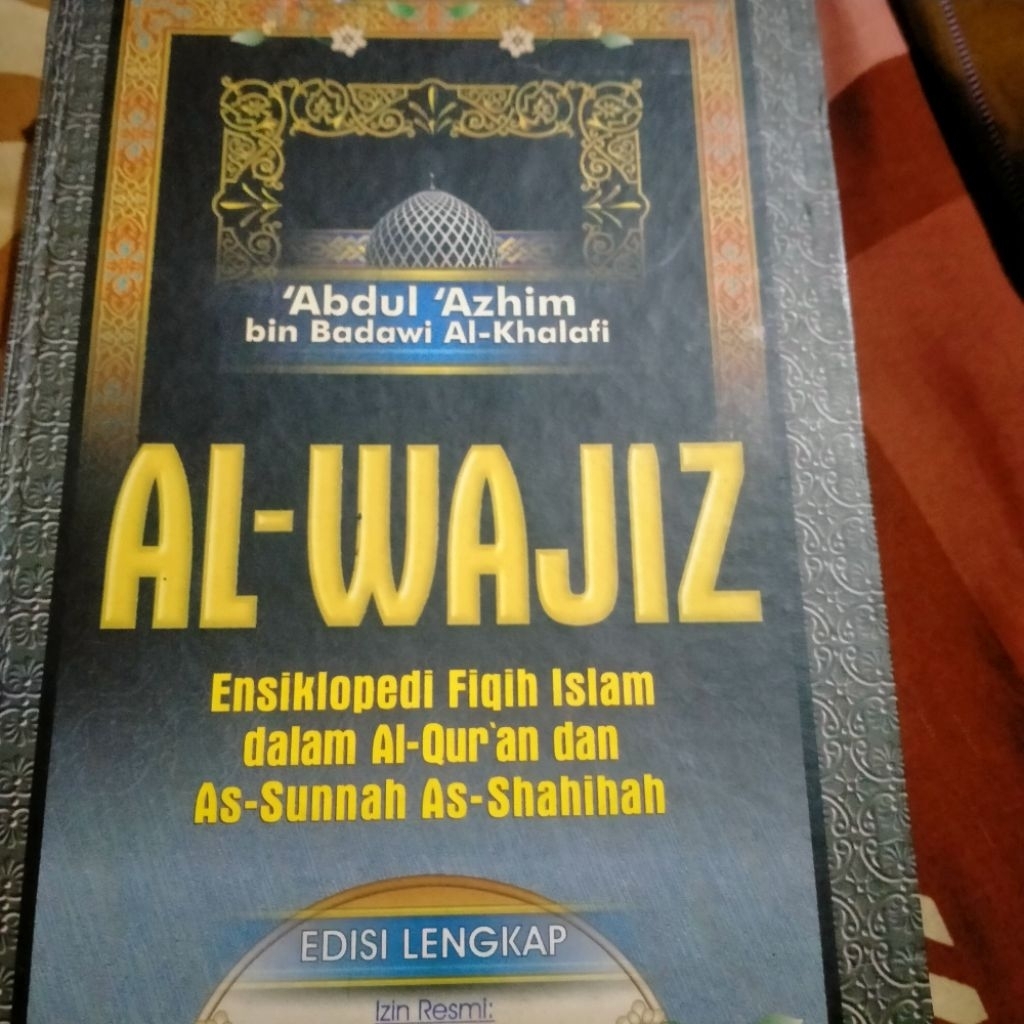 ‘Abdul ‘Azhim
bin Badawi Al-Khalafi
AL-WAJIZ
Ensiklopedi Fiqih Islam
dalam Al-Qur`an dan
As-Sunnah As-Shahihah
EDISI LENGKAP
Izin Resmi: